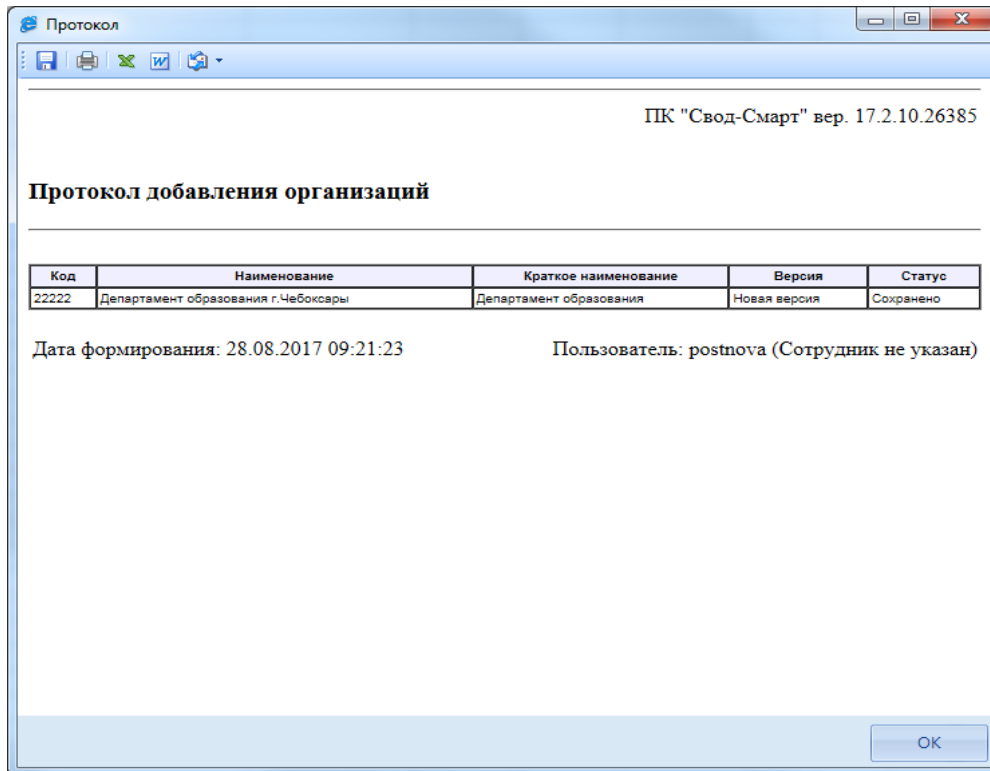 Протокол
ПК "Свод-Смарт" вер. 17.2.10.26385
Протокол добавления организаций
Код Наименование Краткое наименование Версия Статус
22222 Департамент образования г.Чебоксары Департамент образования Новая версия Сохранено
Дата формирования: 28.08.2017 09:21:23 Пользователь: postnova (Сотрудник не указан)
OK